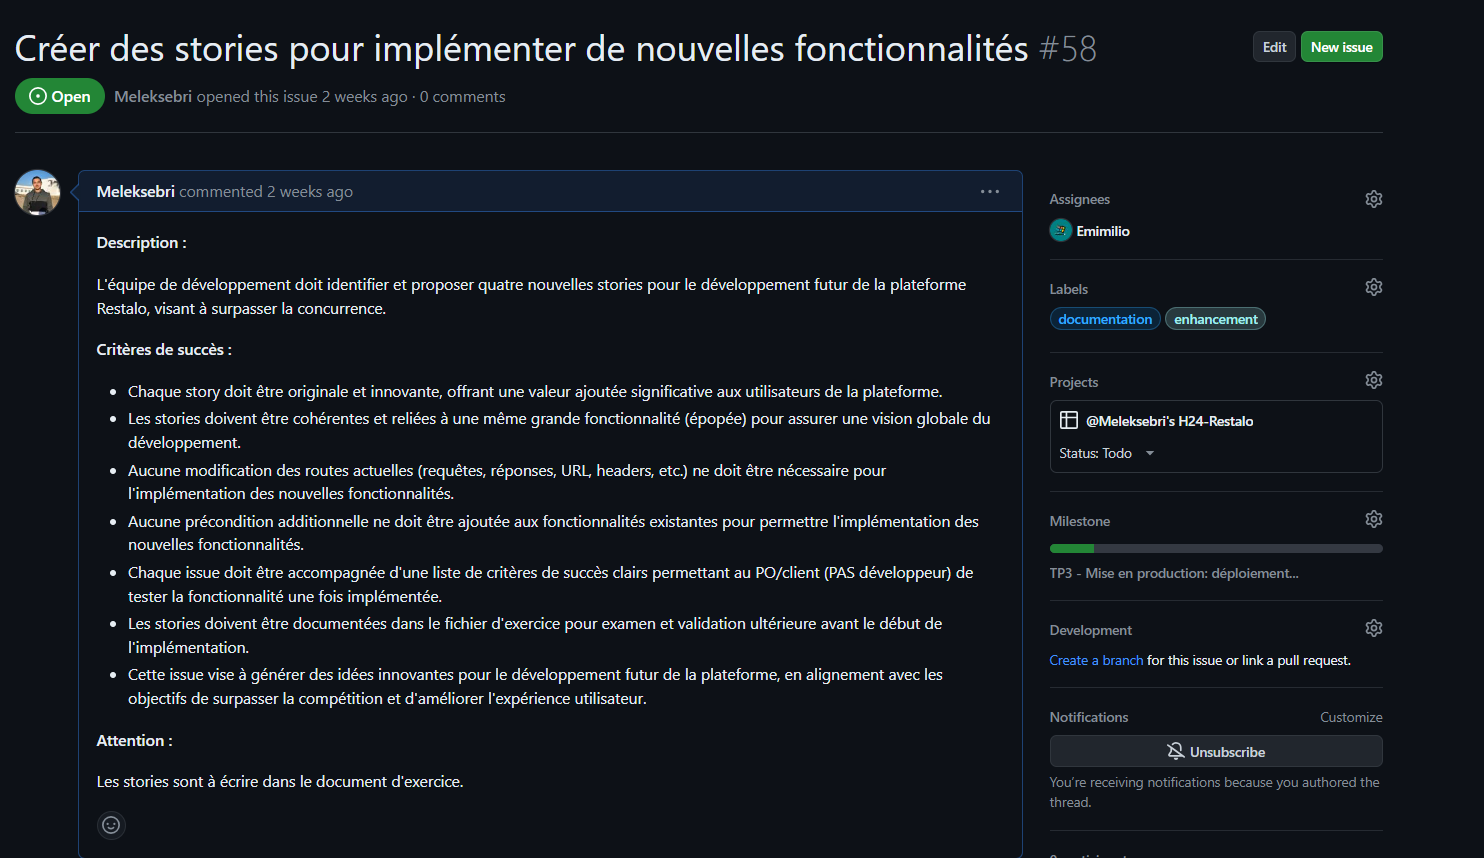 Créer des stories pour implémenter de nouvelles fonctionnalités #58
Edit
New issue
Open
Meleksebri opened this issue 2 weeks ago · 0 comments
Meleksebri commented 2 weeks ago
Description :
L'équipe de développement doit identifier et proposer quatre nouvelles stories pour le développement futur de la plateforme
Restalo, visant à surpasser la concurrence.
Critères de succès :
• Chaque story doit être originale et innovante, offrant une valeur ajoutée significative aux utilisateurs de la plateforme.
• Les stories doivent être cohérentes et reliées à une même grande fonctionnalité (épopée) pour assurer une vision globale du
développement.
• Aucune modification des routes actuelles (requêtes, réponses, URL, headers, etc.) ne doit être nécessaire pour
l'implémentation des nouvelles fonctionnalités.
• Aucune précondition additionnelle ne doit être ajoutée aux fonctionnalités existantes pour permettre l'implémentation des
nouvelles fonctionnalités.
• Chaque issue doit être accompagnée d'une liste de critères de succès clairs permettant au PO/client (PAS développeur) de
tester la fonctionnalité une fois implémentée.
• Les stories doivent être documentées dans le fichier d'exercice pour examen et validation ultérieure avant le début de
l'implémentation.
• Cette issue vise à générer des idées innovantes pour le développement futur de la plateforme, en alignement avec les
objectifs de surpasser la compétition et d'améliorer l'expérience utilisateur.
Attention :
Les stories sont à écrire dans le document d'exercice.
Assignees
Emimilio
Labels
documentation enhancement
Projects
@Meleksebri's H24-Restalo
Status: Todo
Milestone
TP3 - Mise en production: déploiement...
Development
Create a branch for this issue or link a pull request.
Notifications
Customize
Unsubscribe
You're receiving notifications because you authored the
thread.